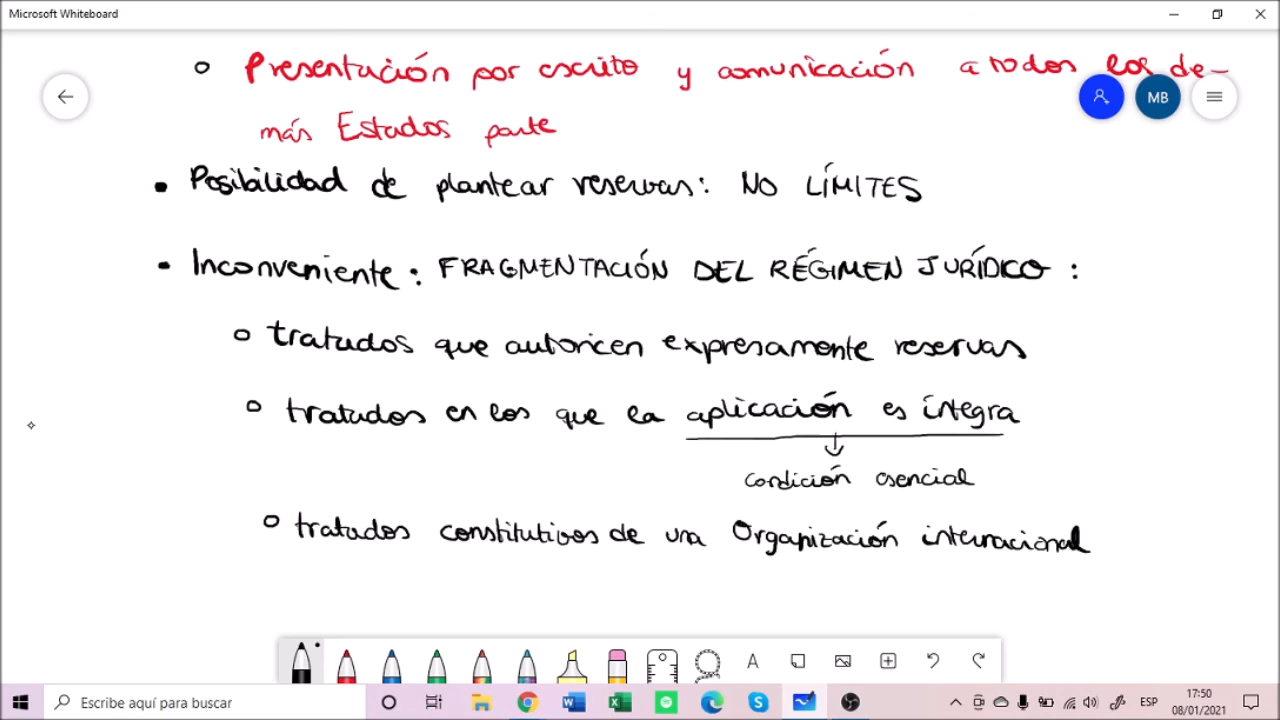 Microsoft Whiteboard
Presentación por escrito y comunicación a todos los de-
más Estados parte
MB
• Posibilidad de plantear reservas: NO LÍMITES
• Inconveniente: FRAGMENTACIÓN DEL RÉGIMEN JURÍDICO:
tratados que autoricen expresamente reservas
tratados en los que la aplicación es íntegra
condición esencial
tratados constitutivos de una Organización internacional
Escribe aquí para buscar
ESP
17:50
08/01/2021